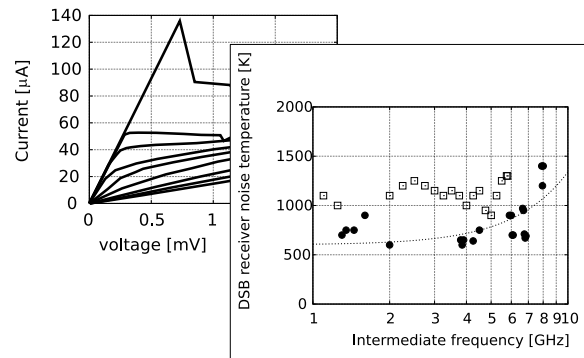 Current [μA]
140
120
100
80
60
40
20
0
0 0.5 1
voltage [mV]
DSB receiver noise temperature [K]
2000
1500
1000
500
0
1 2 3 4 5 6 7 8 9 10
Intermediate frequency [GHz]